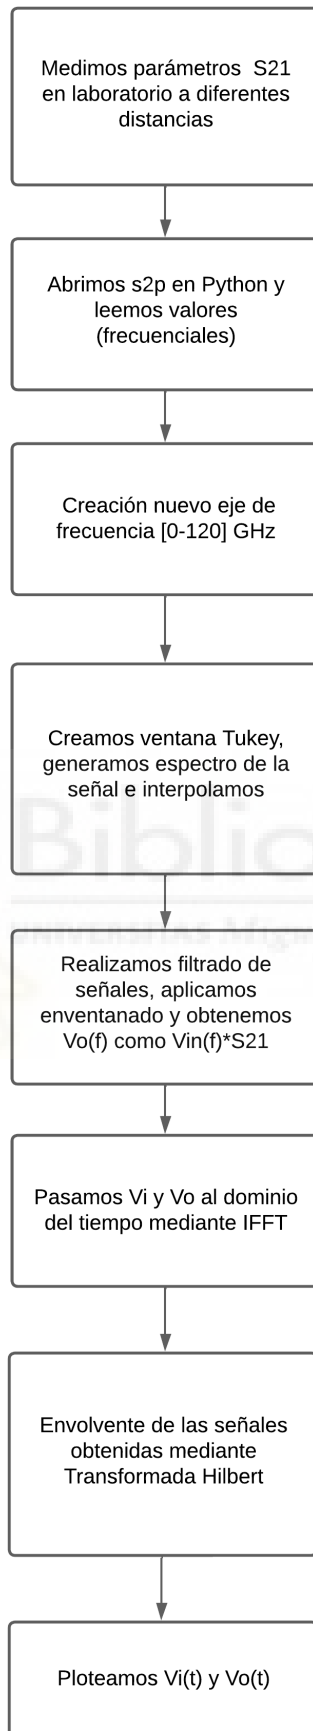 Medimos parámetros S21
en laboratorio a diferentes
distancias
Abrimos s2p en Python y
leemos valores
(frecuenciales)
Creación nuevo eje de
frecuencia [0-120] GHz
Creamos ventana Tukey,
generamos espectro de la
señal e interpolamos
Biblio
UNIVERSITAS Mig
Realizamos filtrado de
señales, aplicamos
enventanado y obtenemos
Vo(f) como Vin(f)*S21
Pasamos Vi y Vo al dominio
del tiempo mediante IFFT
Envolvente de las señales
obtenidas mediante
Transformada Hilbert
Ploteamos Vi(t) y Vo(t)